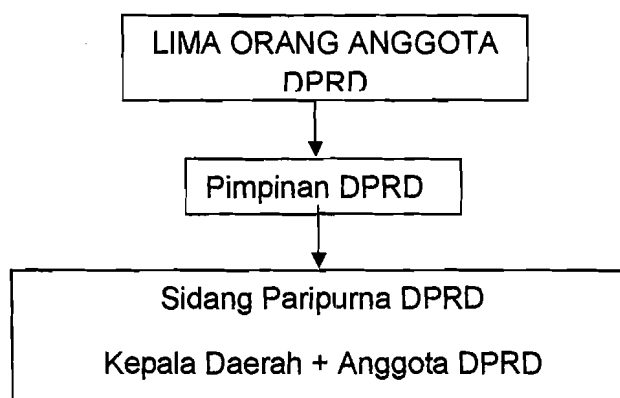 LIMA ORANG ANGGOTA
DPRD
Pimpinan DPRD
Sidang Paripurna DPRD
Kepala Daerah + Anggota DPRD